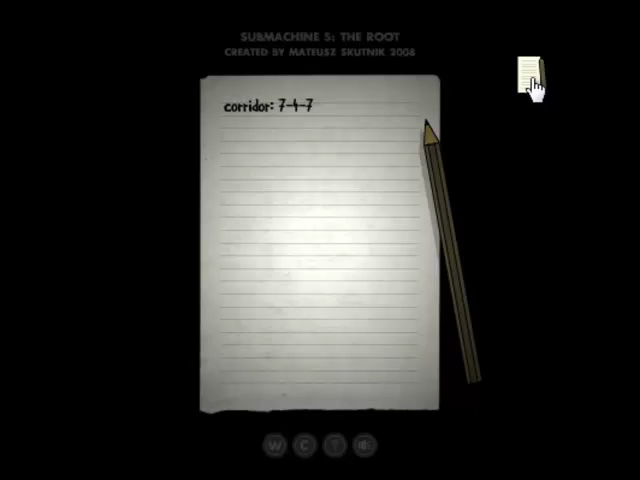 SUBMACHINE 5: THE ROOT
CREATED BY MATEUSZ SKUTNIK 2008
corridor: 7-4-7
W C T